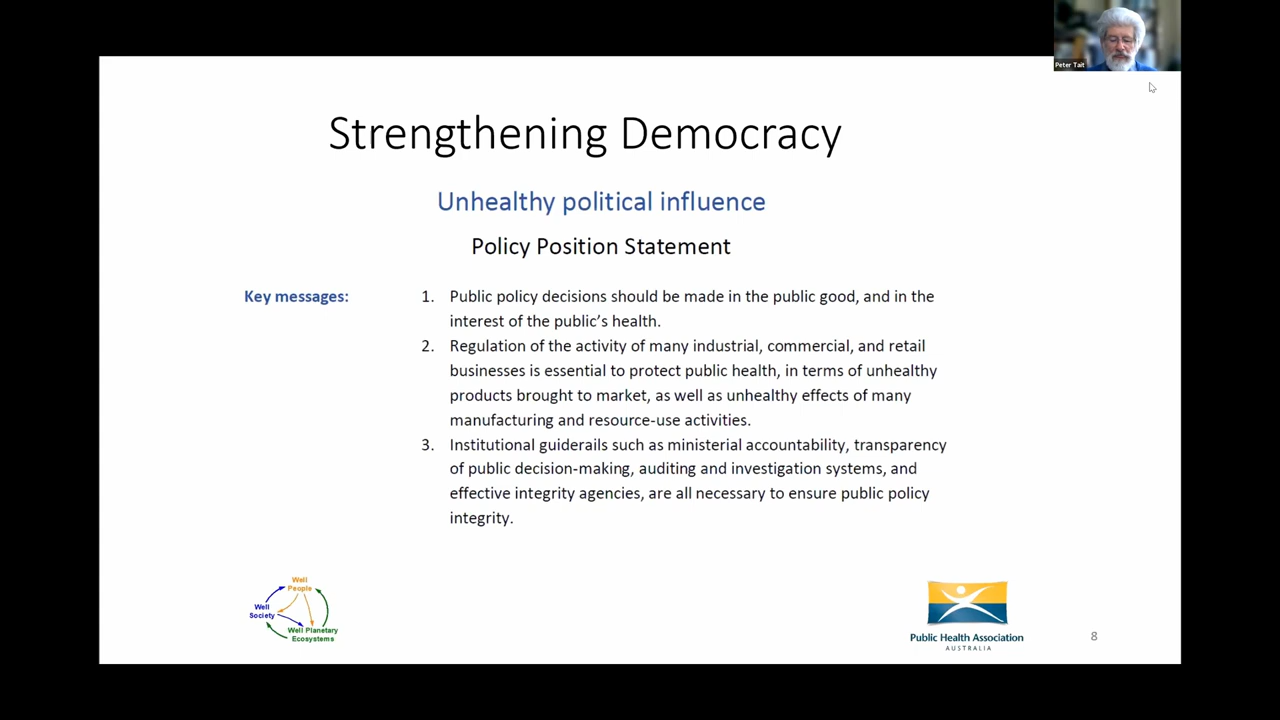 Peter Tait
Strengthening Democracy
Unhealthy political influence
Policy Position Statement
Key messages:
1. Public policy decisions should be made in the public good, and in the
interest of the public's health.
2. Regulation of the activity of many industrial, commercial, and retail
businesses is essential to protect public health, in terms of unhealthy
products brought to market, as well as unhealthy effects of many
manufacturing and resource-use activities.
3. Institutional guiderails such as ministerial accountability, transparency
of public decision-making, auditing and investigation systems, and
effective integrity agencies, are all necessary to ensure public policy
integrity.
Well
People
Well
Society
Well Planetary
Ecosystems
Public Health Association
AUSTRALIA
8